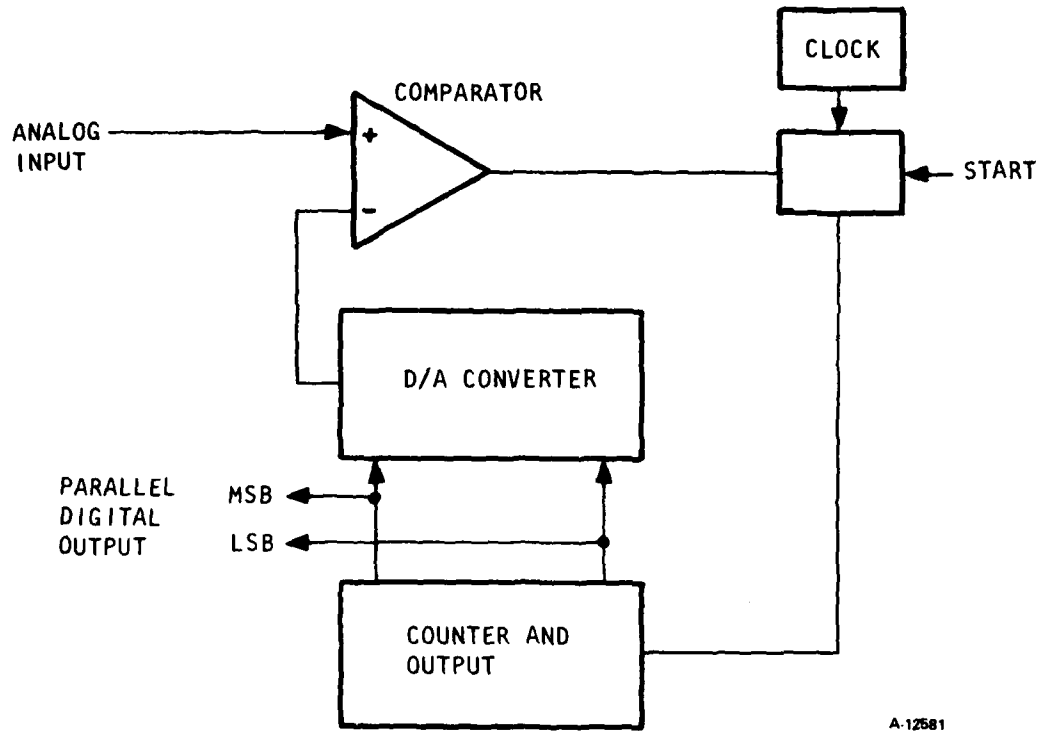 CLOCK
COMPARATOR
ANALOG
INPUT
+
-
START
D/A CONVERTER
PARALLEL
DIGITAL
OUTPUT
MSB
LSB
COUNTER AND
OUTPUT
A-12581